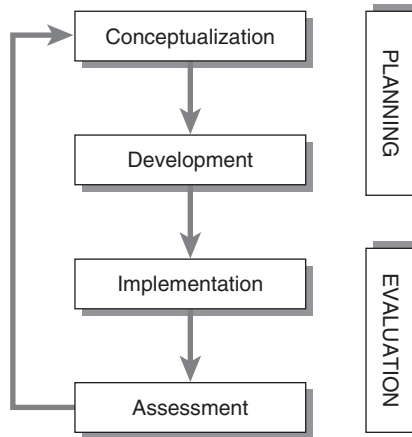 Conceptualization
Development
Implementation
Assessment
PLANNING
EVALUATION